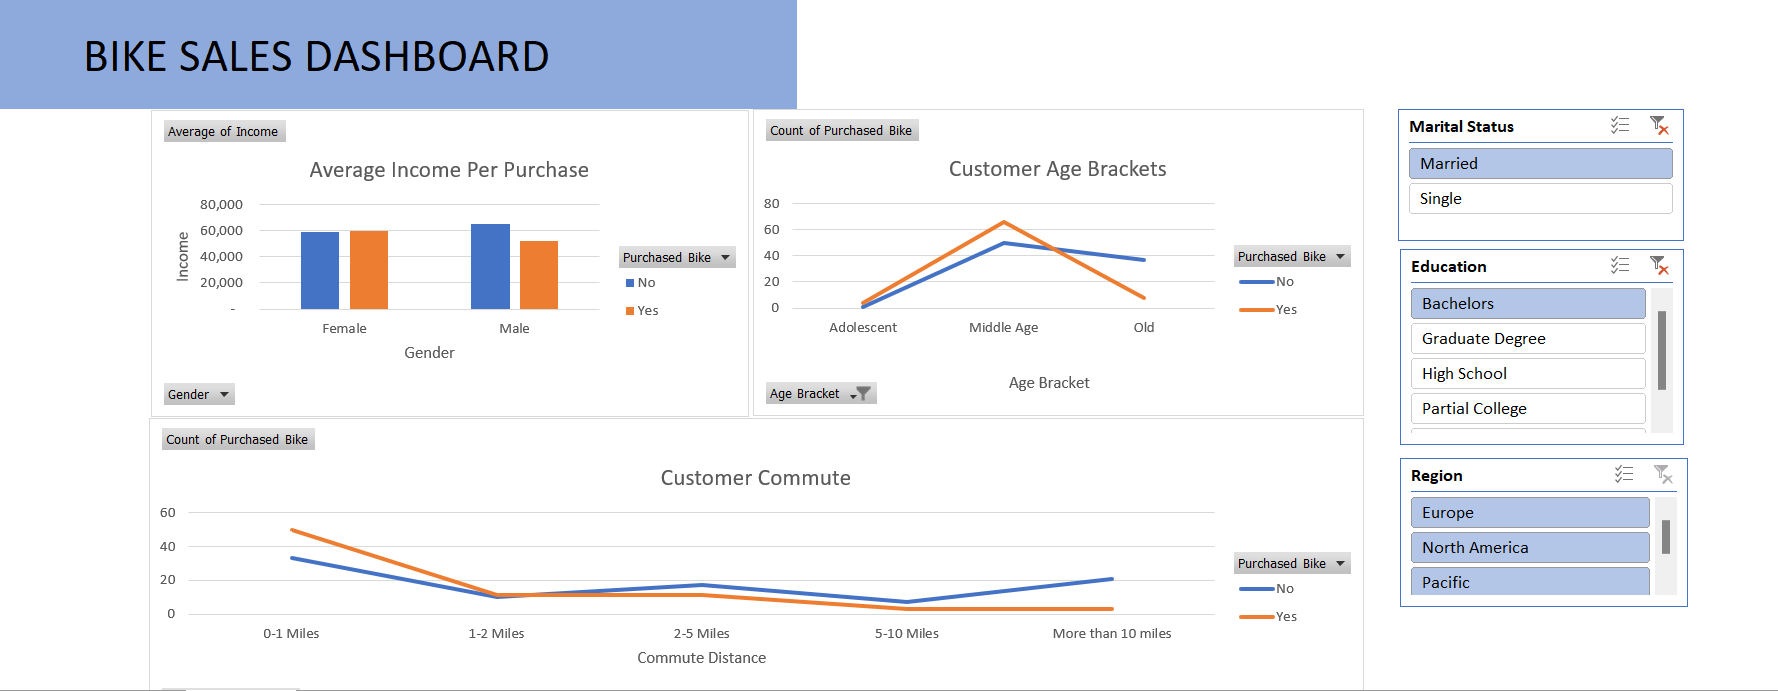 BIKE SALES DASHBOARD
Average of Income
Average Income Per Purchase
80,000
60,000
40,000
20,000
-
Income
Female
Male
Gender
Purchased Bike
No
Yes
Gender
Count of Purchased Bike
Customer Age Brackets
80
60
40
20
0
Adolescent
Middle Age
Old
Age Bracket
Purchased Bike
No
Yes
Age Bracket
Count of Purchased Bike
Customer Commute
60
40
20
0
0-1 Miles
1-2 Miles
2-5 Miles
5-10 Miles
More than 10 miles
Commute Distance
Purchased Bike
No
Yes
Marital Status
Married
Single
Education
Bachelors
Graduate Degree
High School
Partial College
Region
Europe
North America
Pacific